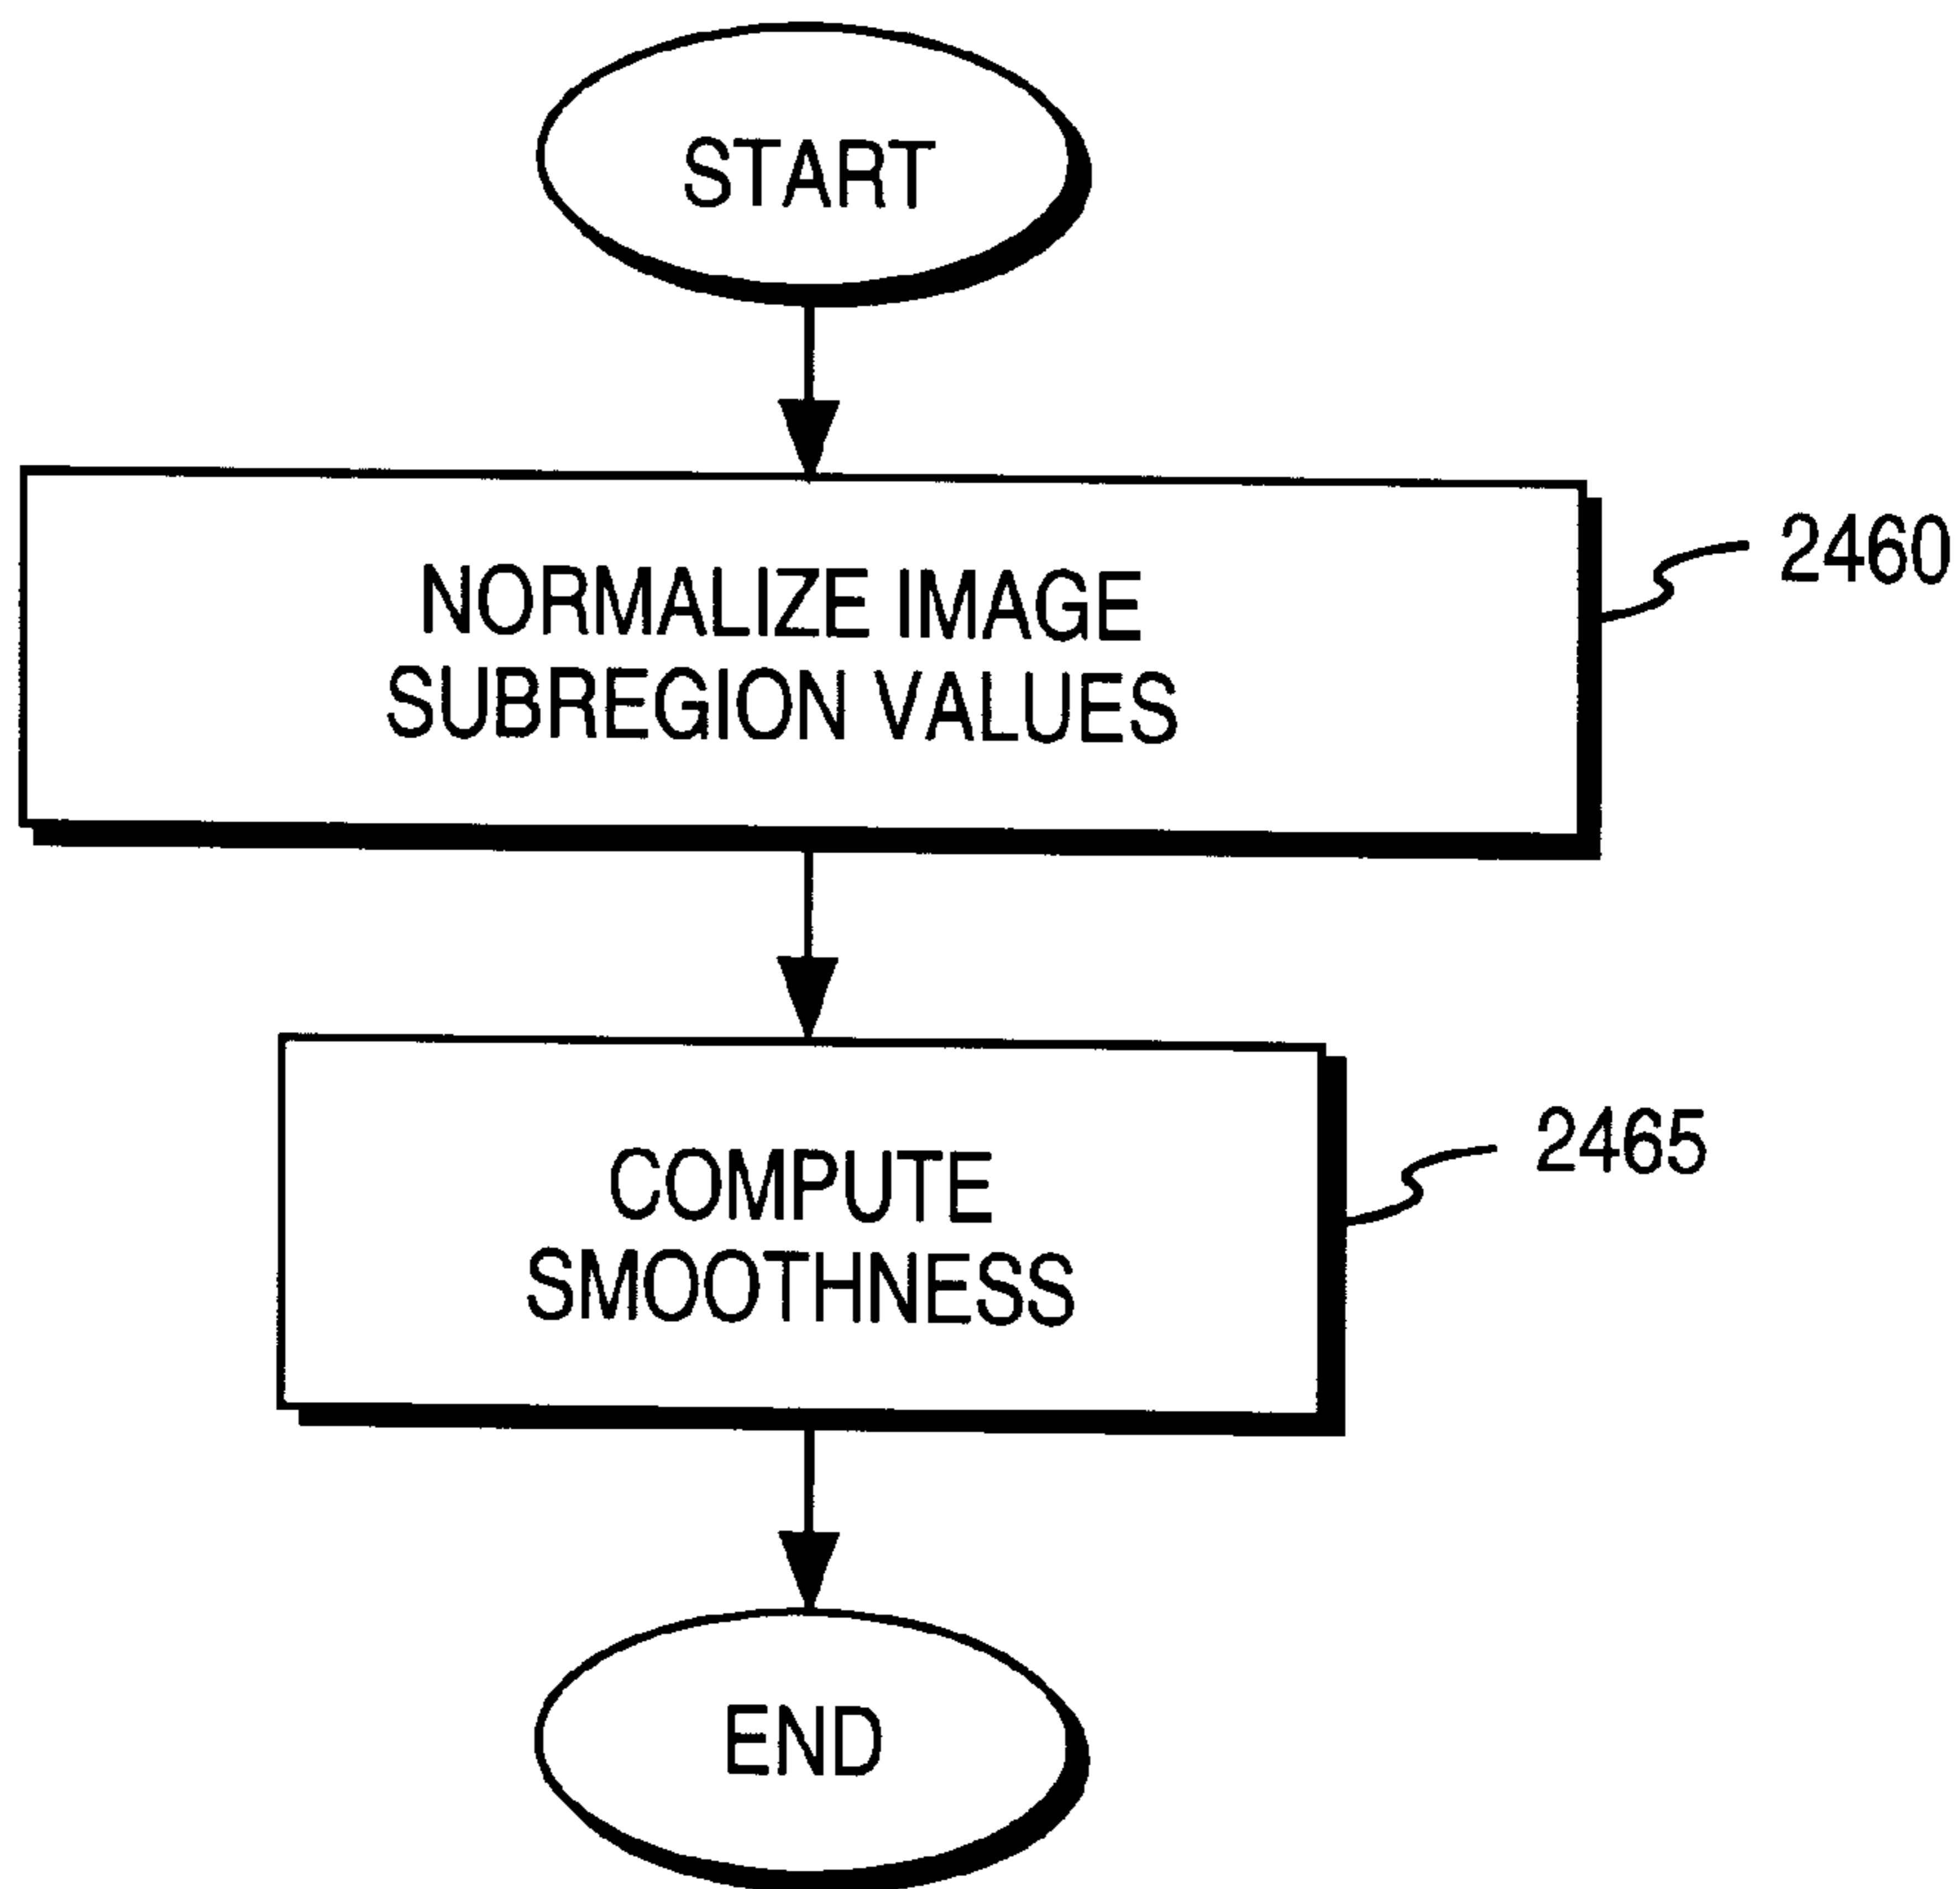 START
NORMALIZE IMAGE
SUBREGION VALUES
2460
COMPUTE
SMOOTHNESS
2465
END